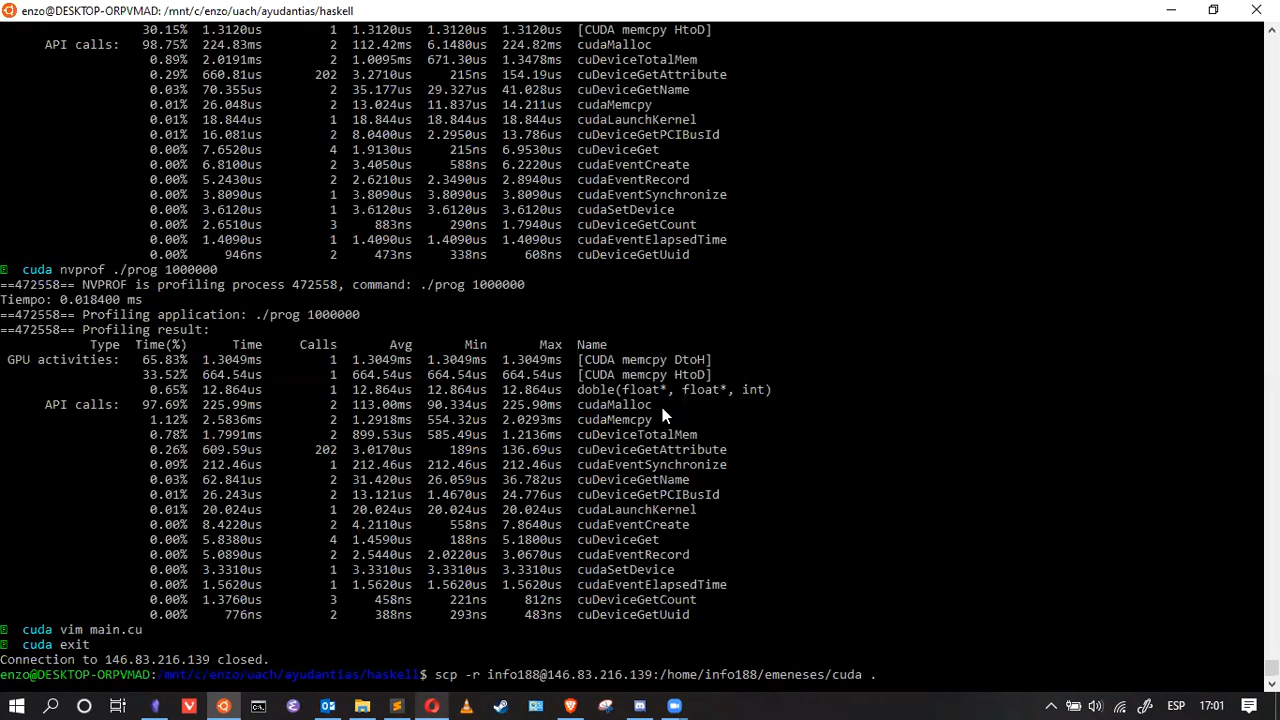 enzo@DESKTOP-ORPVMAD: /mnt/c/enzo/uach/ayudantias/haskell
30.15% 1.3120us 1 1.3120us 1.3120us 1.3120us [CUDA memcpy HtoD]
API calls: 98.75% 224.83ms 2 112.42ms 6.1480us 224.82ms cudaMalloc
0.89% 2.0191ms 2 1.0095ms 671.30us 1.3478ms cuDeviceTotalMem
0.29% 660.81us 202 3.2710us 215ns 154.19us cuDeviceGetAttribute
0.03% 70.355us 2 35.177us 29.327us 41.028us cuDeviceGetName
0.01% 26.048us 2 13.024us 11.837us 14.211us cudaMemcpy
0.01% 18.844us 1 18.844us 18.844us 18.844us cudaLaunchKernel
0.01% 16.081us 2 8.0400us 2.2950us 13.786us cuDeviceGetPCIBusId
0.00% 7.6520us 4 1.9130us 215ns 6.9530us cuDeviceGet
0.00% 6.8100us 2 3.4050us 588ns 6.2220us cudaEventCreate
0.00% 5.2430us 2 2.6210us 2.3490us 2.8940us cudaEventRecord
0.00% 3.8090us 1 3.8090us 3.8090us 3.8090us cudaEventSynchronize
0.00% 3.6120us 1 3.6120us 3.6120us 3.6120us cudaSetDevice
0.00% 2.6510us 3 883ns 290ns 1.7940us cuDeviceGetCount
0.00% 1.4090us 1 1.4090us 1.4090us 1.4090us cudaEventElapsedTime
0.00% 946ns 2 473ns 338ns 608ns cuDeviceGetUuid
cuda nvprof ./prog 1000000
==472558== NVPROF is profiling process 472558, command: ./prog 1000000
Tiempo: 0.018400 ms
==472558== Profiling application: ./prog 1000000
==472558== Profiling result:
Type Time(%) Time Calls Avg Min Max Name
GPU activities: 65.83% 1.3049ms 1 1.3049ms 1.3049ms 1.3049ms [CUDA memcpy DtoH]
33.52% 664.54us 1 664.54us 664.54us 664.54us [CUDA memcpy HtoD]
0.65% 12.864us 1 12.864us 12.864us 12.864us doble(float*, float*, int)
API calls: 97.69% 225.99ms 2 113.00ms 90.334us 225.90ms cudaMalloc
1.12% 2.5836ms 2 1.2918ms 554.32us 2.0293ms cudaMemcpy
0.78% 1.7991ms 2 899.53us 585.49us 1.2136ms cuDeviceTotalMem
0.26% 609.59us 202 3.0170us 189ns 136.69us cuDeviceGetAttribute
0.09% 212.46us 1 212.46us 212.46us 212.46us cudaEventSynchronize
0.03% 62.841us 2 31.420us 26.059us 36.782us cuDeviceGetName
0.01% 26.243us 2 13.121us 1.4670us 24.776us cuDeviceGetPCIBusId
0.01% 20.024us 1 20.024us 20.024us 20.024us cudaLaunchKernel
0.00% 8.4220us 2 4.2110us 558ns 7.8640us cudaEventCreate
0.00% 5.8380us 4 1.4590us 188ns 5.1800us cuDeviceGet
0.00% 5.0890us 2 2.5440us 2.0220us 3.0670us cudaEventRecord
0.00% 3.3310us 1 3.3310us 3.3310us 3.3310us cudaSetDevice
0.00% 1.5620us 1 1.5620us 1.5620us 1.5620us cudaEventElapsedTime
0.00% 1.3760us 3 458ns 221ns 812ns cuDeviceGetCount
0.00% 776ns 2 388ns 293ns 483ns cuDeviceGetUuid
cuda vim main.cu
cuda exit
Connection to 146.83.216.139 closed.
enzo@DESKTOP-ORPVMAD:/mnt/c/enzo/uach/ayudantias/haskell$ scp -r info188@146.83.216.139:/home/info188/emeneses/cuda .
ESP 17:01